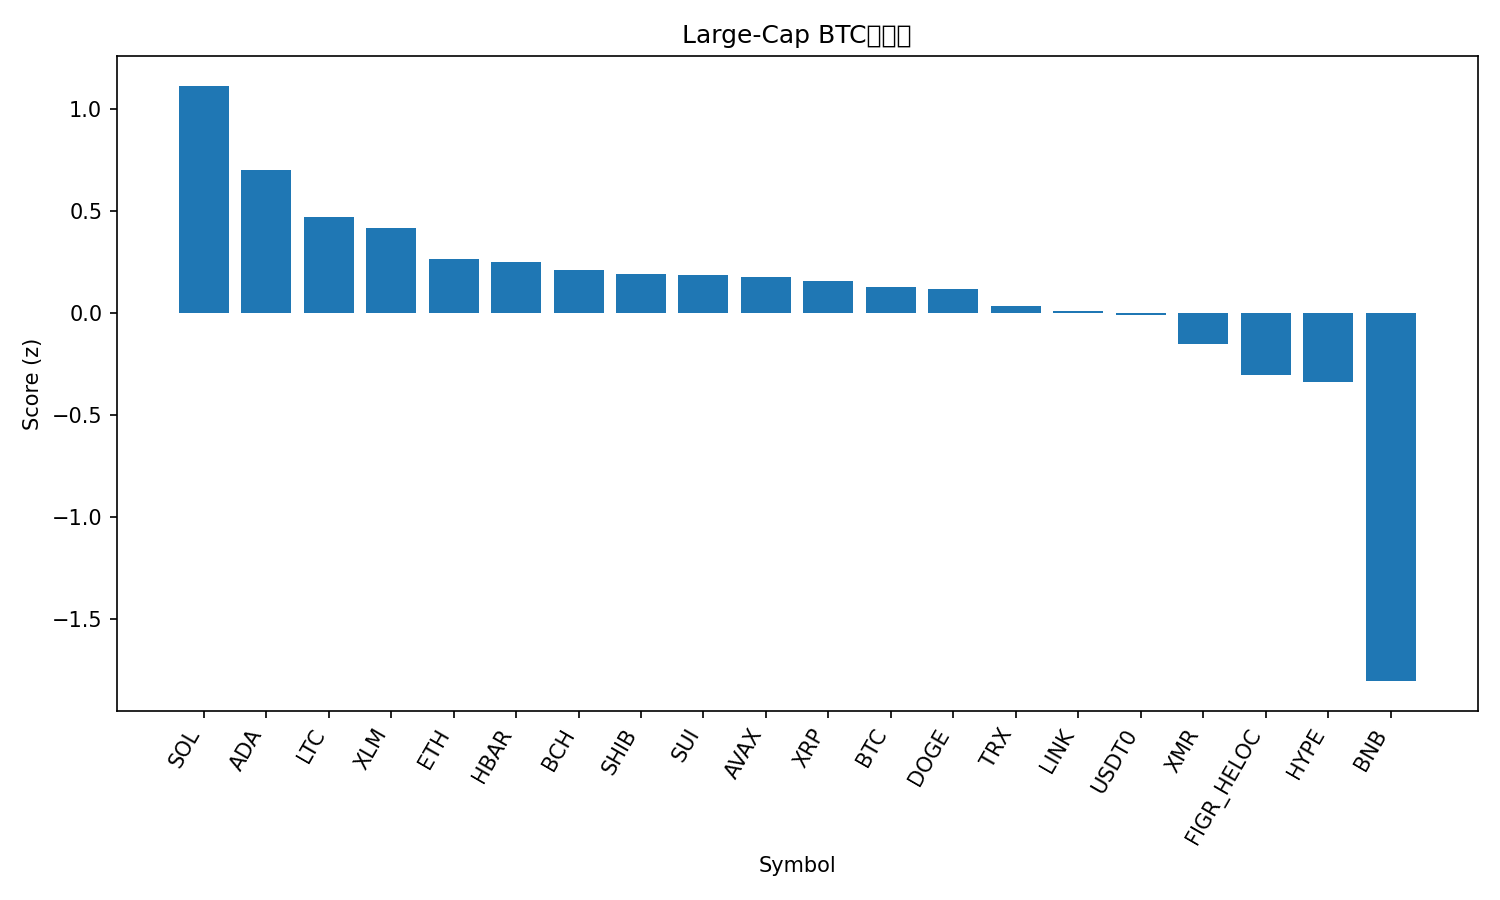 Large-Cap BTC
1.0
0.5
0.0
−0.5
−1.0
−1.5
Score (z)
SOL
ADA
LTC
XLM
ETH
HBAR
BCH
SHIB
SUI
AVAX
XRP
BTC
DOGE
TRX
LINK
USDT0
XMR
FIGR_HELOC
HYPE
BNB
Symbol